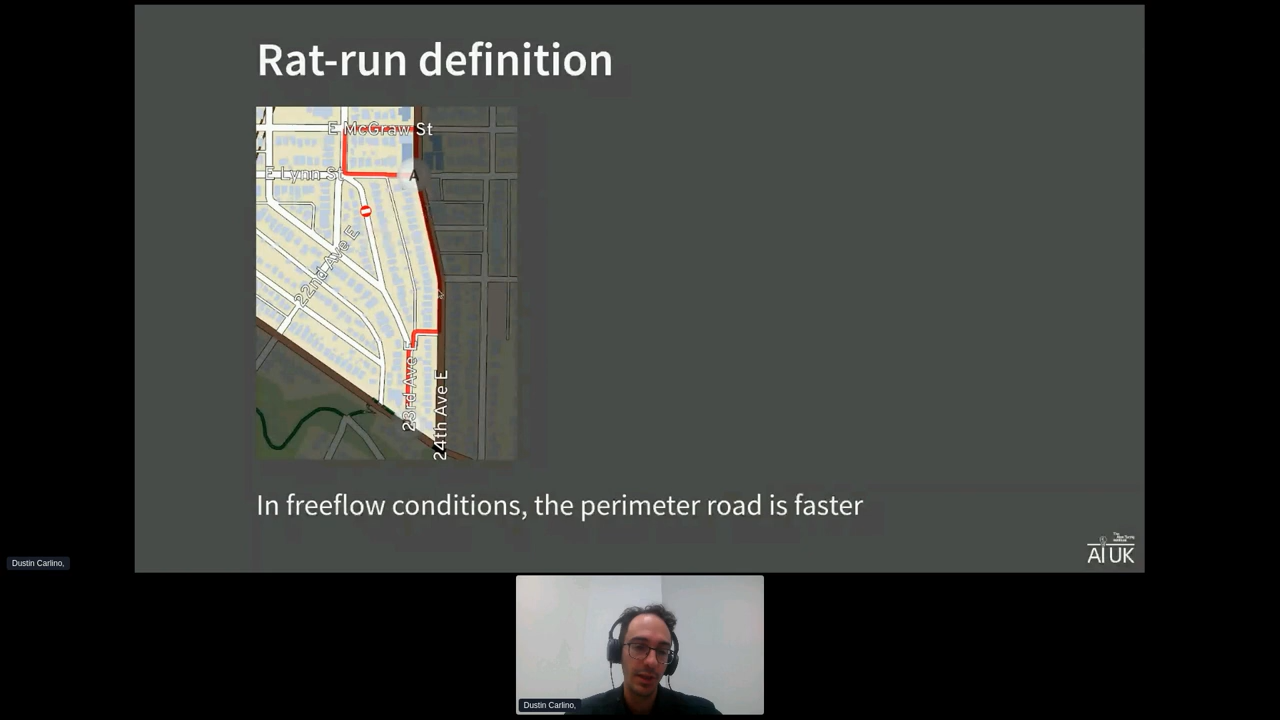 Rat-run definition
E McGraw St
E Lynn St
A
22nd Ave E
23rd Ave E
24th Ave E
In freeflow conditions, the perimeter road is faster
AI UK
Dustin Carlino,
Dustin Carlino,